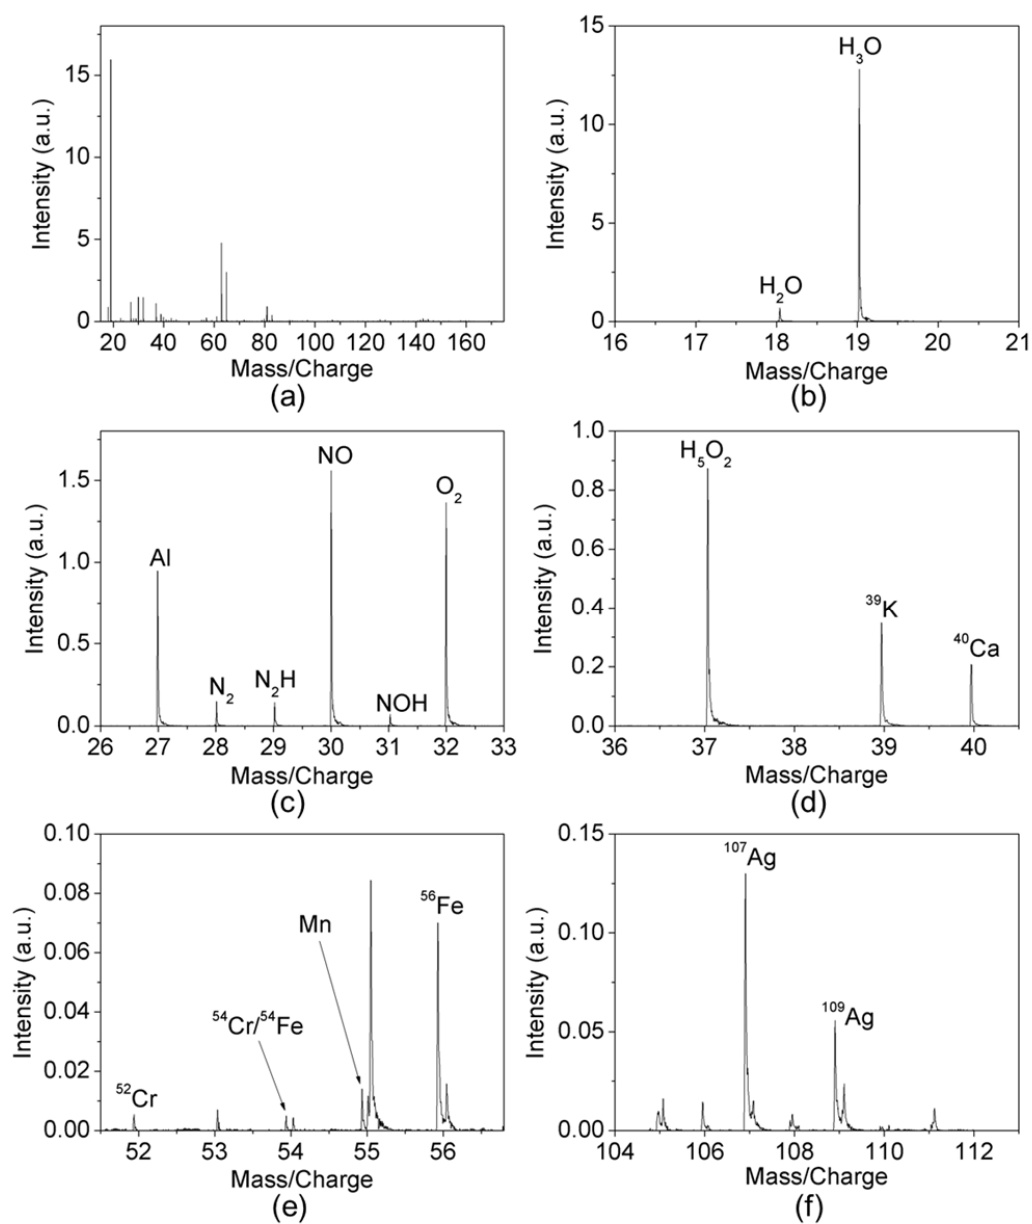 15
10
5
0
20 40 60 80 100 120 140 160
Intensity (a.u.)
Mass/Charge
(a)
15
10
5
0
16 17 18 19 20 21
Intensity (a.u.)
H₂O
H₃O
Mass/Charge
(b)
1.5
1.0
0.5
0.0
26 27 28 29 30 31 32 33
Intensity (a.u.)
Al
N₂
N₂H
NO
NOH
O₂
Mass/Charge
(c)
1.0
0.8
0.6
0.4
0.2
0.0
36 37 38 39 40
Intensity (a.u.)
H₅O₂
³⁹K
⁴⁰Ca
Mass/Charge
(d)
0.10
0.08
0.06
0.04
0.02
0.00
52 53 54 55 56
Intensity (a.u.)
⁵²Cr
⁵⁴Cr/⁵⁴Fe
Mn
⁵⁶Fe
Mass/Charge
(e)
0.15
0.10
0.05
0.00
104 106 108 110 112
Intensity (a.u.)
¹⁰⁷Ag
¹⁰⁹Ag
Mass/Charge
(f)